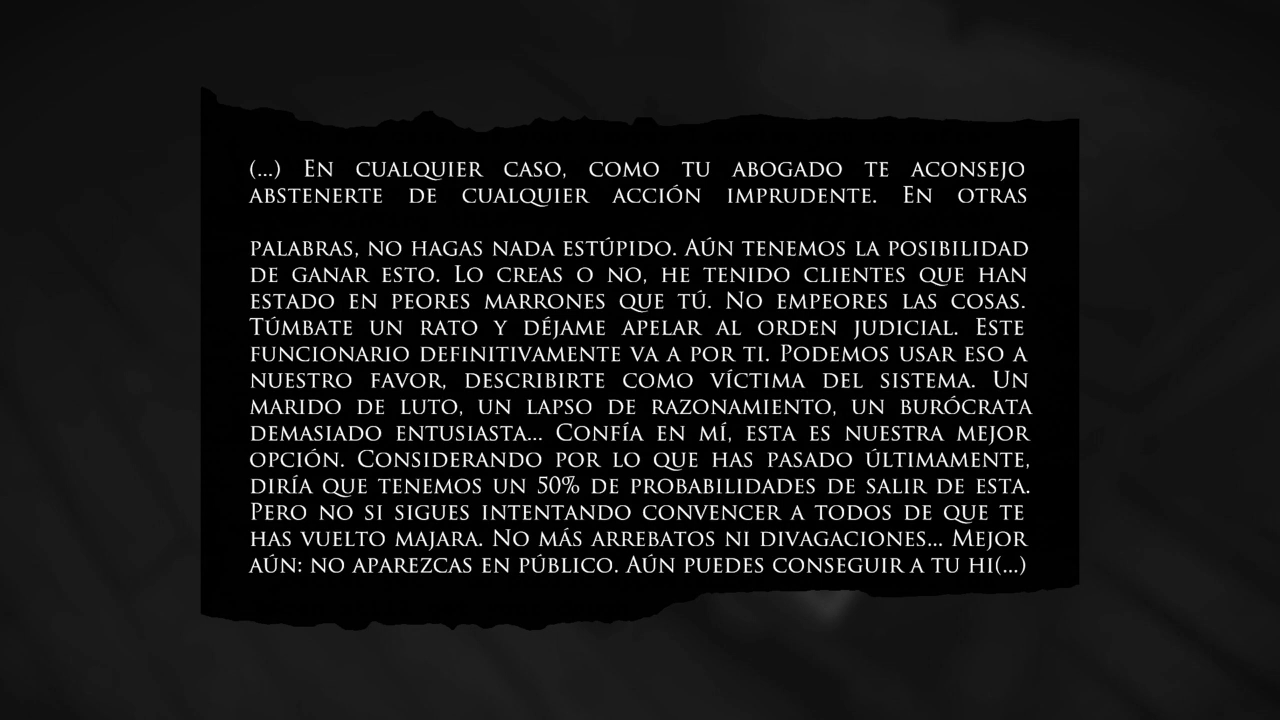 (...) En cualquier caso, como tu abogado te aconsejo
abstenerte de cualquier acción imprudente. En otras
palabras, no hagas nada estúpido. Aún tenemos la posibilidad
de ganar esto. Lo creas o no, he tenido clientes que han
estado en peores marrones que tú. No empeores las cosas.
Túmbate un rato y déjame apelar al orden judicial. Este
funcionario definitivamente va a por ti. Podemos usar eso a
nuestro favor, describirte como víctima del sistema. Un
marido de luto, un lapso de razonamiento, un burócrata
demasiado entusiasta... Confía en mí, esta es nuestra mejor
opción. Considerando por lo que has pasado últimamente,
diría que tenemos un 50% de probabilidades de salir de esta.
Pero no si sigues intentando convencer a todos de que te
has vuelto majara. No más arrebatos ni divagaciones... Mejor
aún: no aparezcas en público. Aún puedes conseguir a tu hi(...)